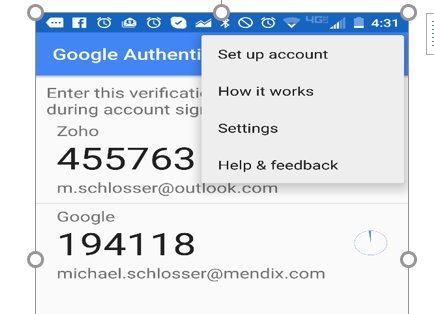 4G 4:31
Google Authenti
Set up account
How it works
Settings
Help & feedback
Enter this verificati
during account sig
Zoho
455763
m.schlosser@outlook.com
Google
194118
michael.schlosser@mendix.com